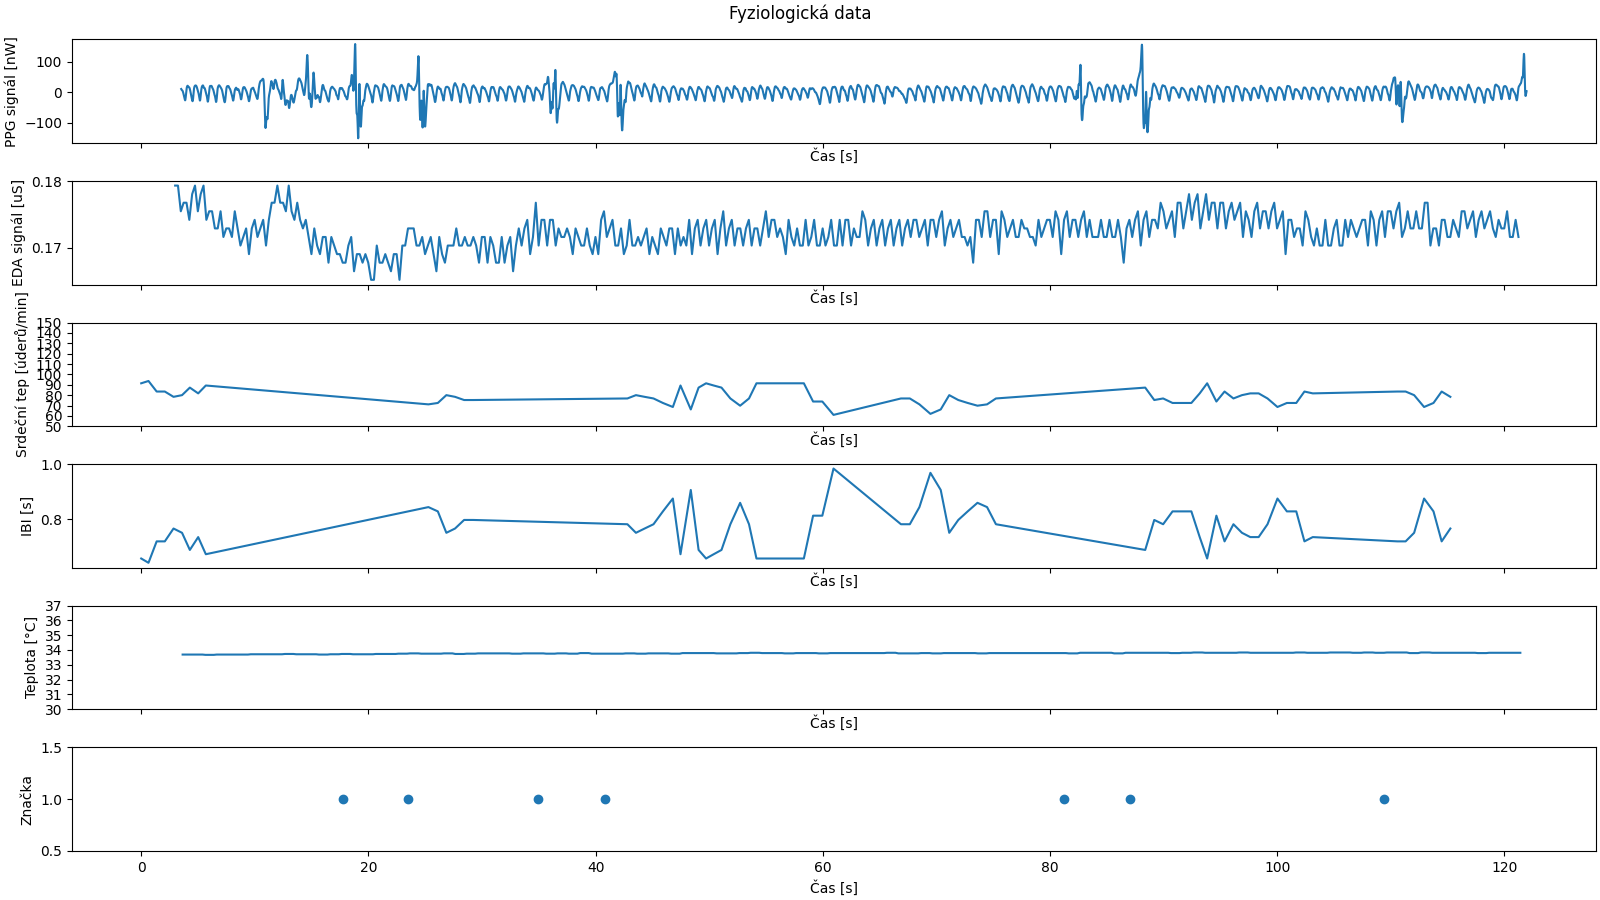 Fyziologická data
PPG signál [nW]
100
0
−100
Čas [s]
EDA signál [uS]
0.18
0.17
Čas [s]
Srdeční tep [úderů/min]
150
140
130
120
110
100
90
80
70
60
50
Čas [s]
IBI [s]
1.0
0.8
Čas [s]
Teplota [°C]
37
36
35
34
33
32
31
30
Čas [s]
Značka
1.5
1.0
0.5
0 20 40 60 80 100 120
Čas [s]